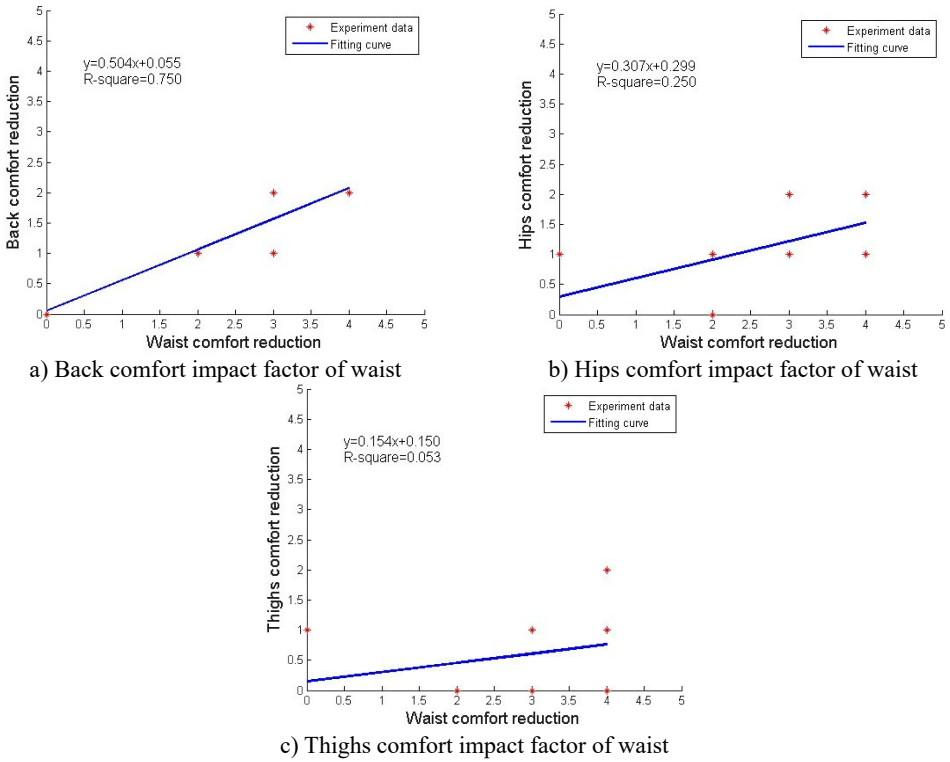 Experiment data
Fitting curve
y=0.504x+0.055
R-square=0.750
Back comfort reduction
5
4.5
4
3.5
3
2.5
2
1.5
1
0.5
0
0 0.5 1 1.5 2 2.5 3 3.5 4 4.5 5
Waist comfort reduction
a) Back comfort impact factor of waist
Experiment data
Fitting curve
y=0.307x+0.299
R-square=0.250
Hips comfort reduction
5
4.5
4
3.5
3
2.5
2
1.5
1
0.5
0
0 0.5 1 1.5 2 2.5 3 3.5 4 4.5 5
Waist comfort reduction
b) Hips comfort impact factor of waist
Experiment data
Fitting curve
y=0.154x+0.150
R-square=0.053
Thighs comfort reduction
5
4.5
4
3.5
3
2.5
2
1.5
1
0.5
0
0 0.5 1 1.5 2 2.5 3 3.5 4 4.5 5
Waist comfort reduction
c) Thighs comfort impact factor of waist